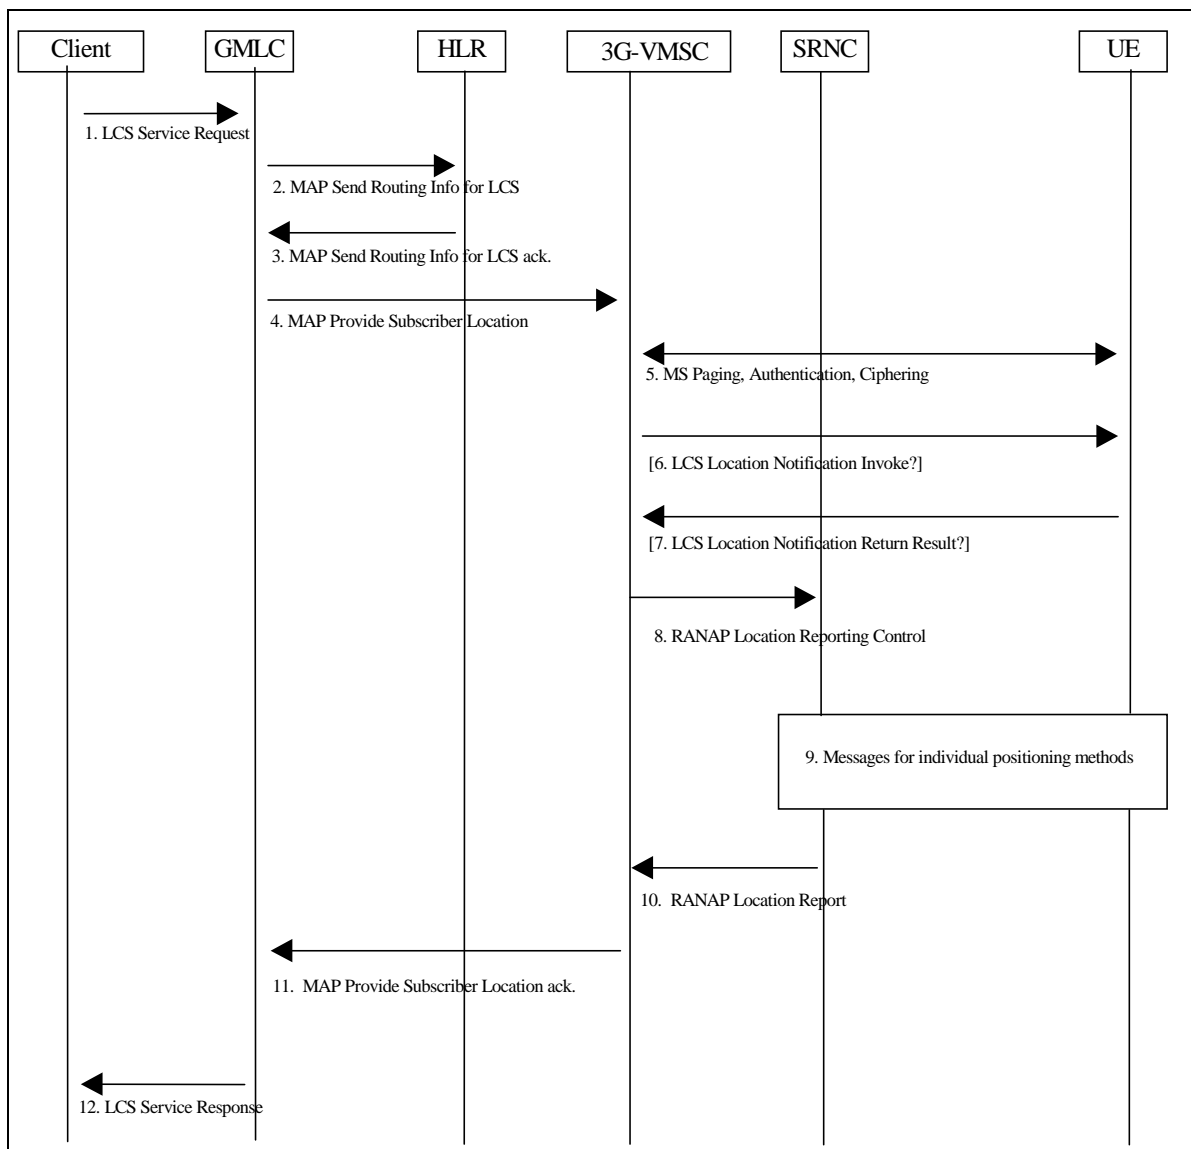 Client GMLC HLR 3G-VMSC SRNC UE
1. LCS Service Request
2. MAP Send Routing Info for LCS
3. MAP Send Routing Info for LCS ack.
4. MAP Provide Subscriber Location
5. MS Paging, Authentication, Ciphering
[6. LCS Location Notification Invoke?]
[7. LCS Location Notification Return Result?]
8. RANAP Location Reporting Control
9. Messages for individual positioning methods
10. RANAP Location Report
11. MAP Provide Subscriber Location ack.
12. LCS Service Response